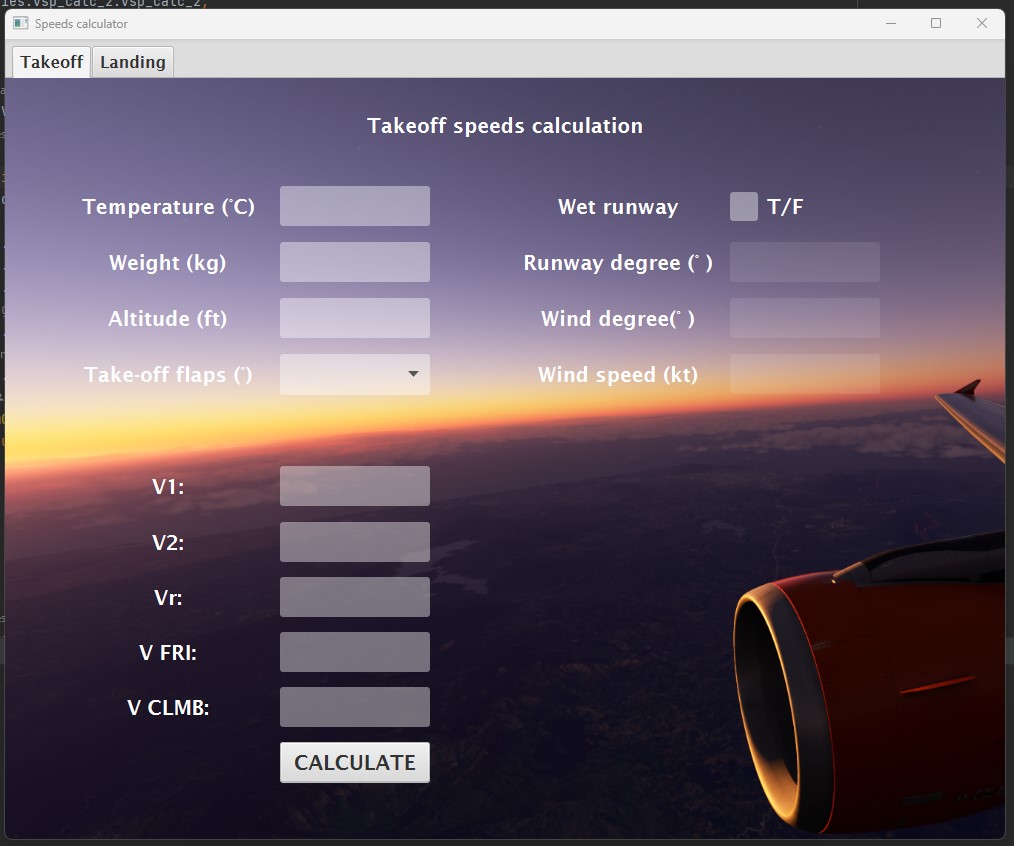 Speeds calculator
Takeoff Landing
Takeoff speeds calculation
Temperature (°C)
Wet runway T/F
Weight (kg)
Runway degree (° )
Altitude (ft)
Wind degree(° )
Take-off flaps (°)
Wind speed (kt)
V1:
V2:
Vr:
V FRI:
V CLMB:
CALCULATE